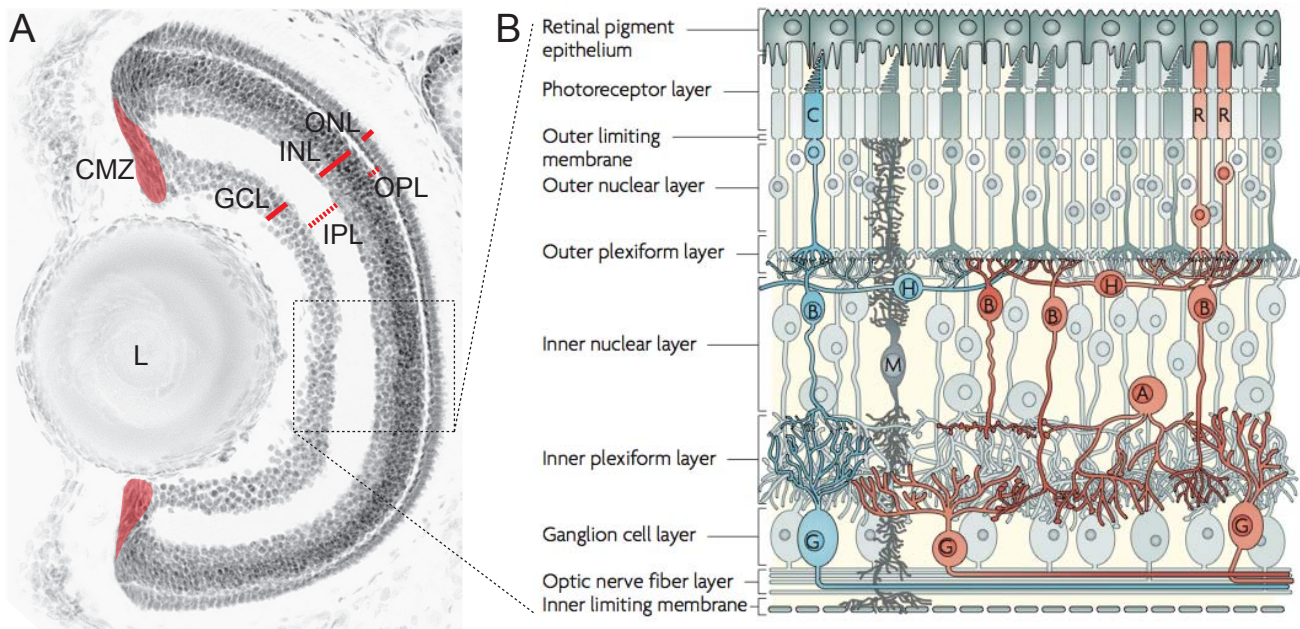 A
CMZ
ONL
INL
OPL
GCL
IPL
L
B
Retinal pigment
epithelium
Photoreceptor layer
Outer limiting
membrane
Outer nuclear layer
Outer plexiform layer
Inner nuclear layer
Inner plexiform layer
Ganglion cell layer
Optic nerve fiber layer
Inner limiting membrane
C
R R
H H
B B B B
M
A
G G G